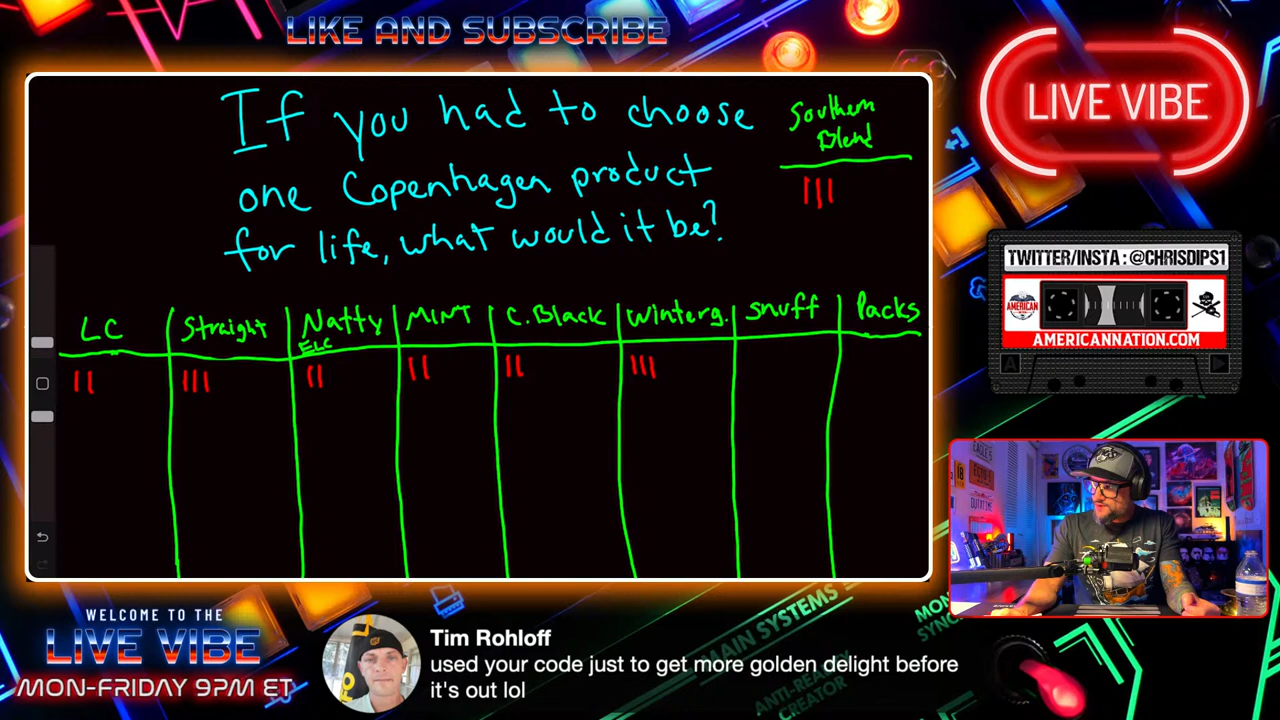 LIKE AND SUBSCRIBE
If you had to choose
one Copenhagen product
for life, what would it be?
Southern
Blend
III
LC
Straight
Natty
ELC
MINT
C. Black
Winterg.
snuff
Packs
II
III
II
II
II
III
LIVE VIBE
TWITTER/INSTA : @CHRISDIPS1
AMERICAN
AMERICANNATION.COM
A
WELCOME TO THE
LIVE VIBE
MON-FRIDAY 9PM ET
Tim Rohloff
used your code just to get more golden delight before
it's out lol
MAIN SYSTEMS